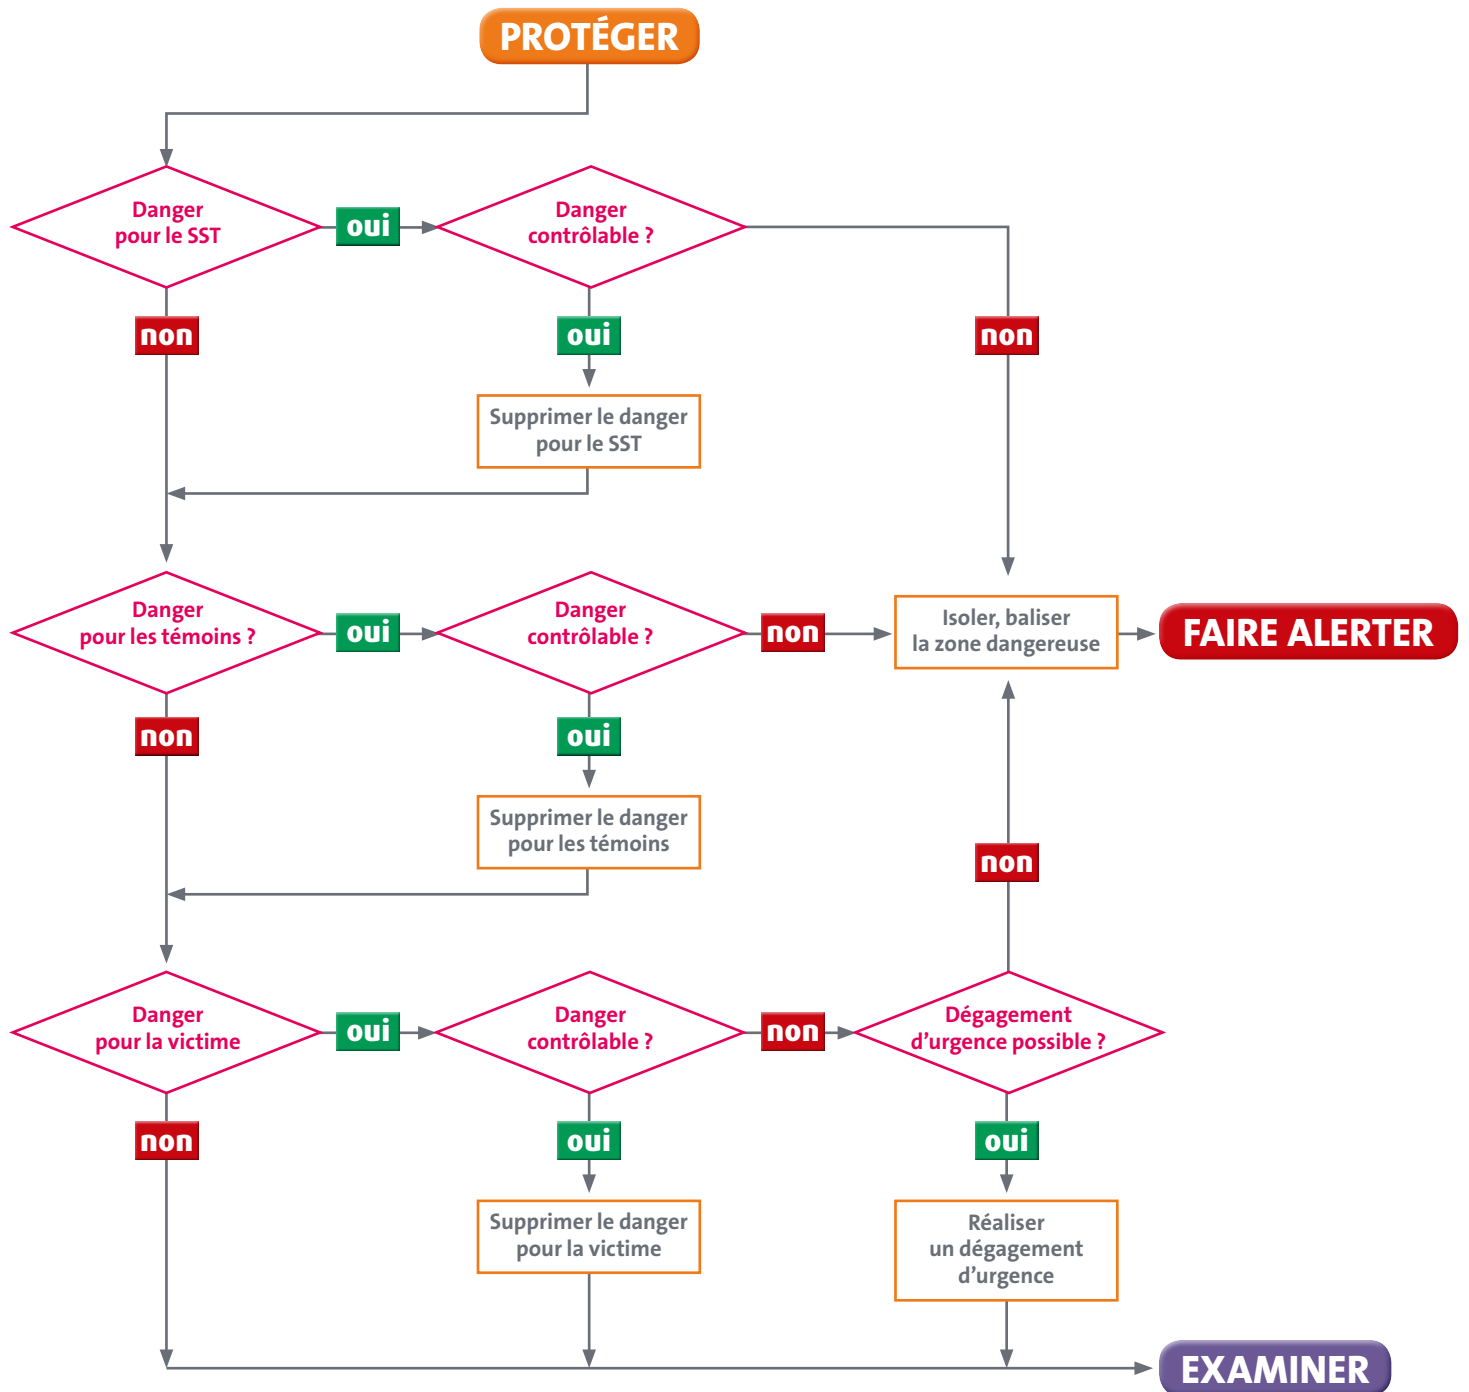 PROTÉGER
Danger
pour le SST
oui
Danger
contrôlable ?
non
oui
non
Supprimer le danger
pour le SST
Danger
pour les témoins ?
oui
Danger
contrôlable ?
non
Isoler, baliser
la zone dangereuse
FAIRE ALERTER
non
oui
Supprimer le danger
pour les témoins
non
Danger
pour la victime
oui
Danger
contrôlable ?
non
Dégagement
d’urgence possible ?
non
oui
oui
Supprimer le danger
pour la victime
Réaliser
un dégagement
d’urgence
EXAMINER